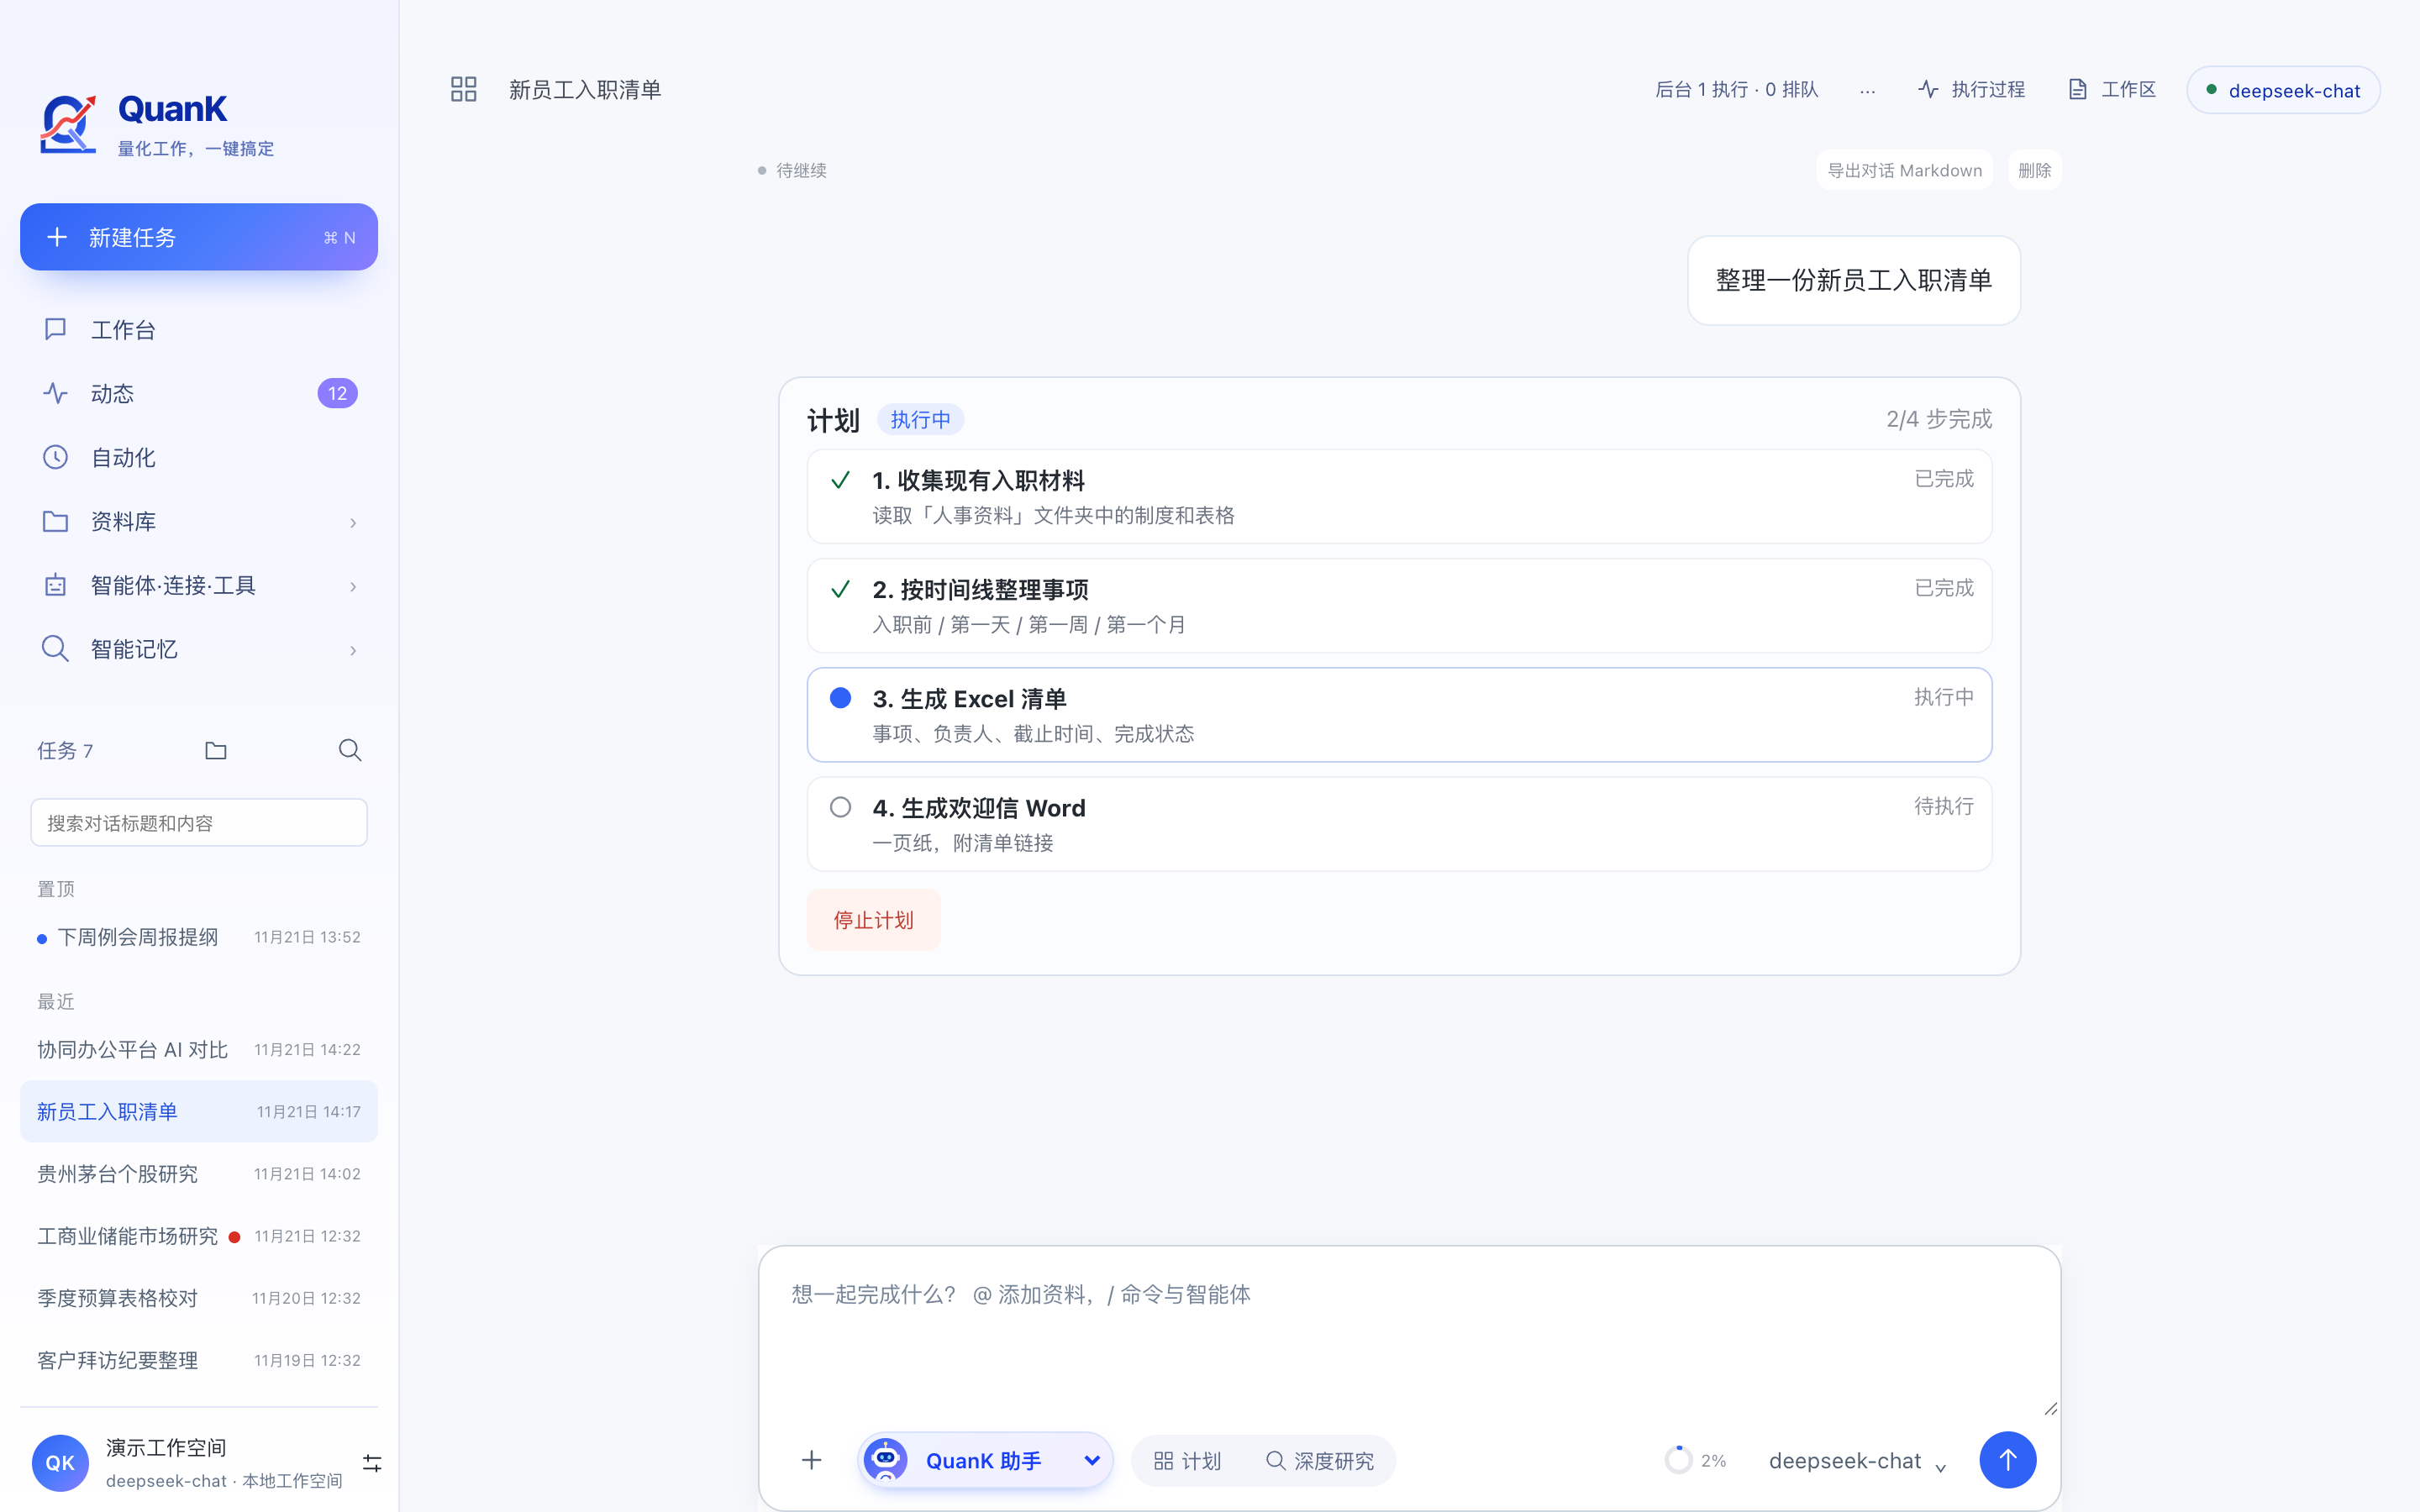 QuanK
量化工作，一键搞定
新建任务 ⌘ N
工作台
动态 12
自动化
资料库
智能体·连接·工具
智能记忆
任务 7
搜索对话标题和内容
置顶
下周例会周报提纲 11月21日 13:52
最近
协同办公平台 AI 对比 11月21日 14:22
新员工入职清单 11月21日 14:17
贵州茅台个股研究 11月21日 14:02
工商业储能市场研究 11月21日 12:32
季度预算表格校对 11月20日 12:32
客户拜访纪要整理 11月19日 12:32
QK
演示工作空间
deepseek-chat · 本地工作空间
新员工入职清单
后台 1 执行 · 0 排队 ... 执行过程 工作区 deepseek-chat
待继续
导出对话 Markdown 删除
整理一份新员工入职清单
计划 执行中 2/4 步完成
1. 收集现有入职材料 已完成
读取「人事资料」文件夹中的制度和表格
2. 按时间线整理事项 已完成
入职前 / 第一天 / 第一周 / 第一个月
3. 生成 Excel 清单 执行中
事项、负责人、截止时间、完成状态
4. 生成欢迎信 Word 待执行
一页纸，附清单链接
停止计划
想一起完成什么？ @ 添加资料，/ 命令与智能体
QuanK 助手 计划 深度研究 2% deepseek-chat